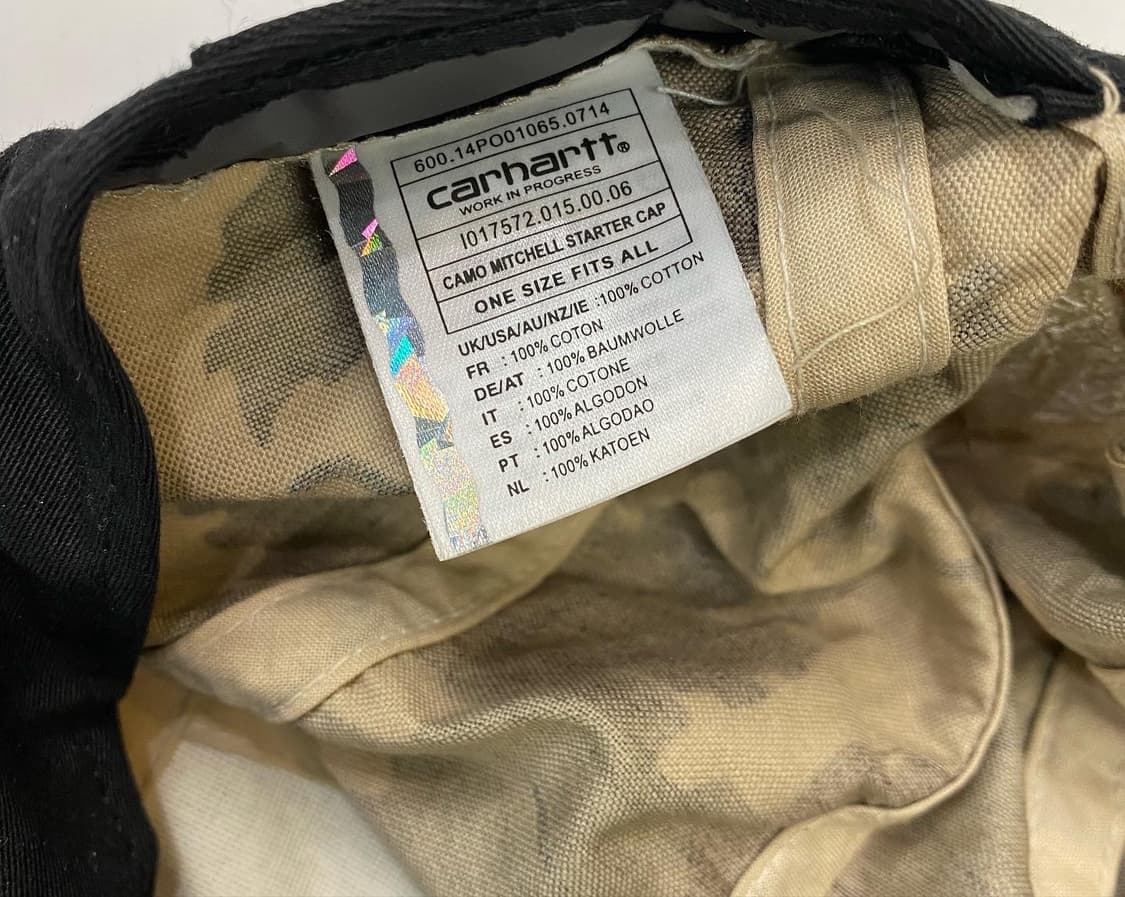 600.14PO01065.0714
carhartt®
WORK IN PROGRESS
I017572.015.00.06
CAMO MITCHELL STARTER CAP
ONE SIZE FITS ALL
UK/USA/AU/NZ/IE :100% COTTON
FR : 100% COTON
DE/AT : 100% BAUMWOLLE
IT : 100% COTONE
ES : 100% ALGODON
PT : 100% ALGODAO
NL : 100% KATOEN